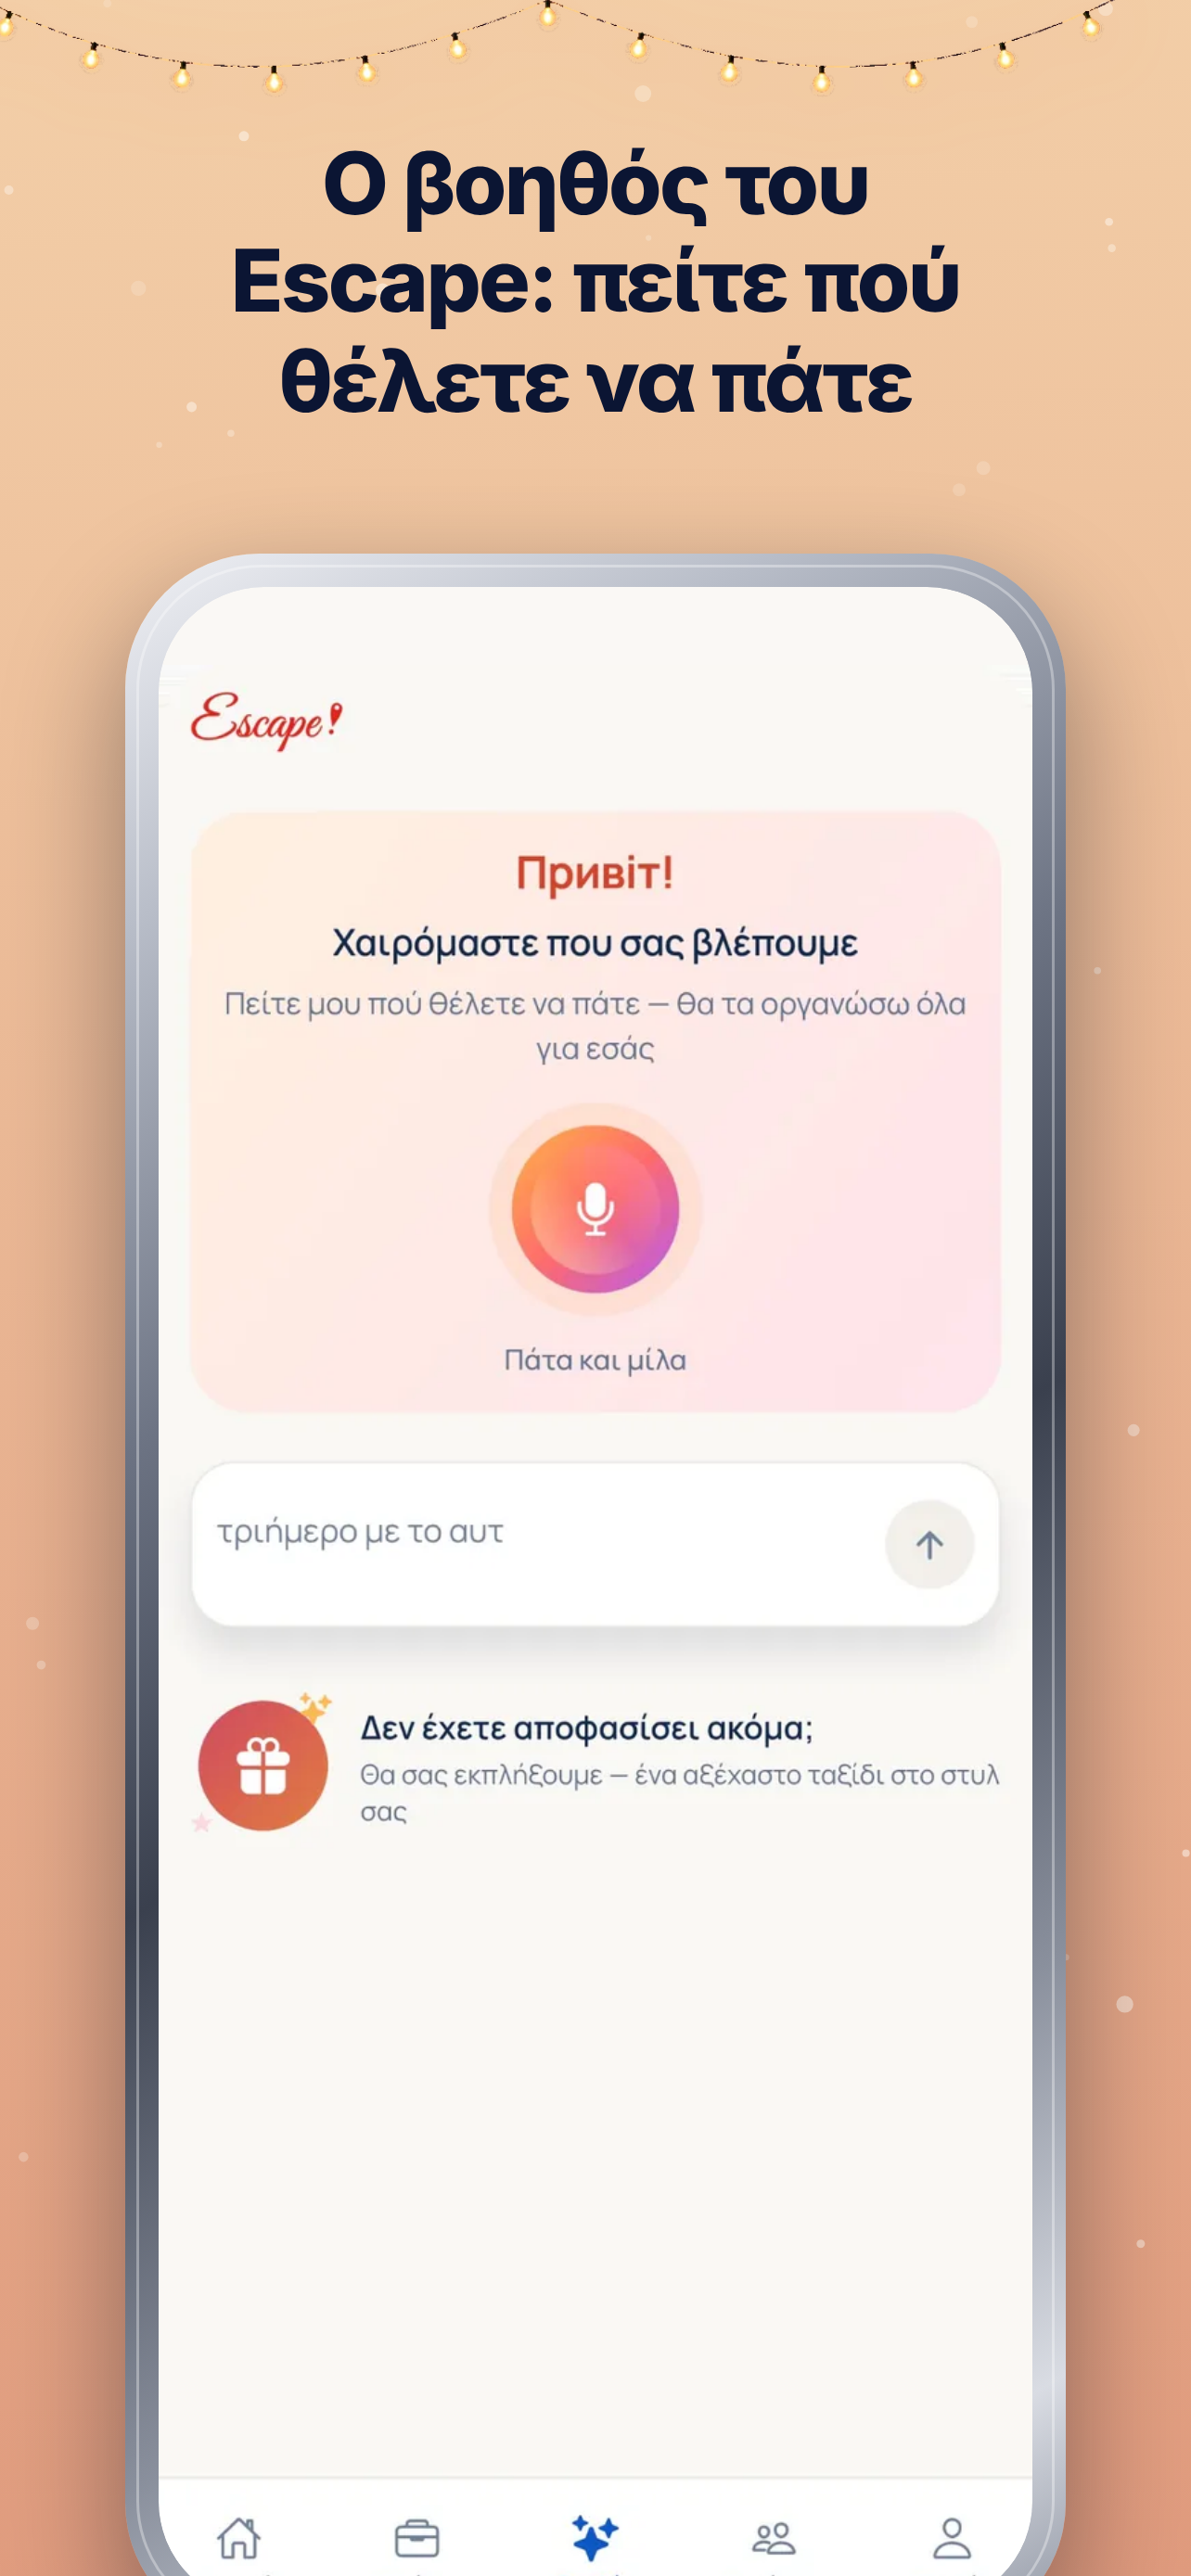 Ο βοηθός του
Escape: πείτε πού
θέλετε να πάτε
Escape!
Привіт!
Χαιρόμαστε που σας βλέπουμε
Πείτε μου πού θέλετε να πάτε — θα τα οργανώσω όλα
για εσάς
Πάτα και μίλα
τριήμερο με το αυτ
Δεν έχετε αποφασίσει ακόμα;
Θα σας εκπλήξουμε — ένα αξέχαστο ταξίδι στο στυλ
σας